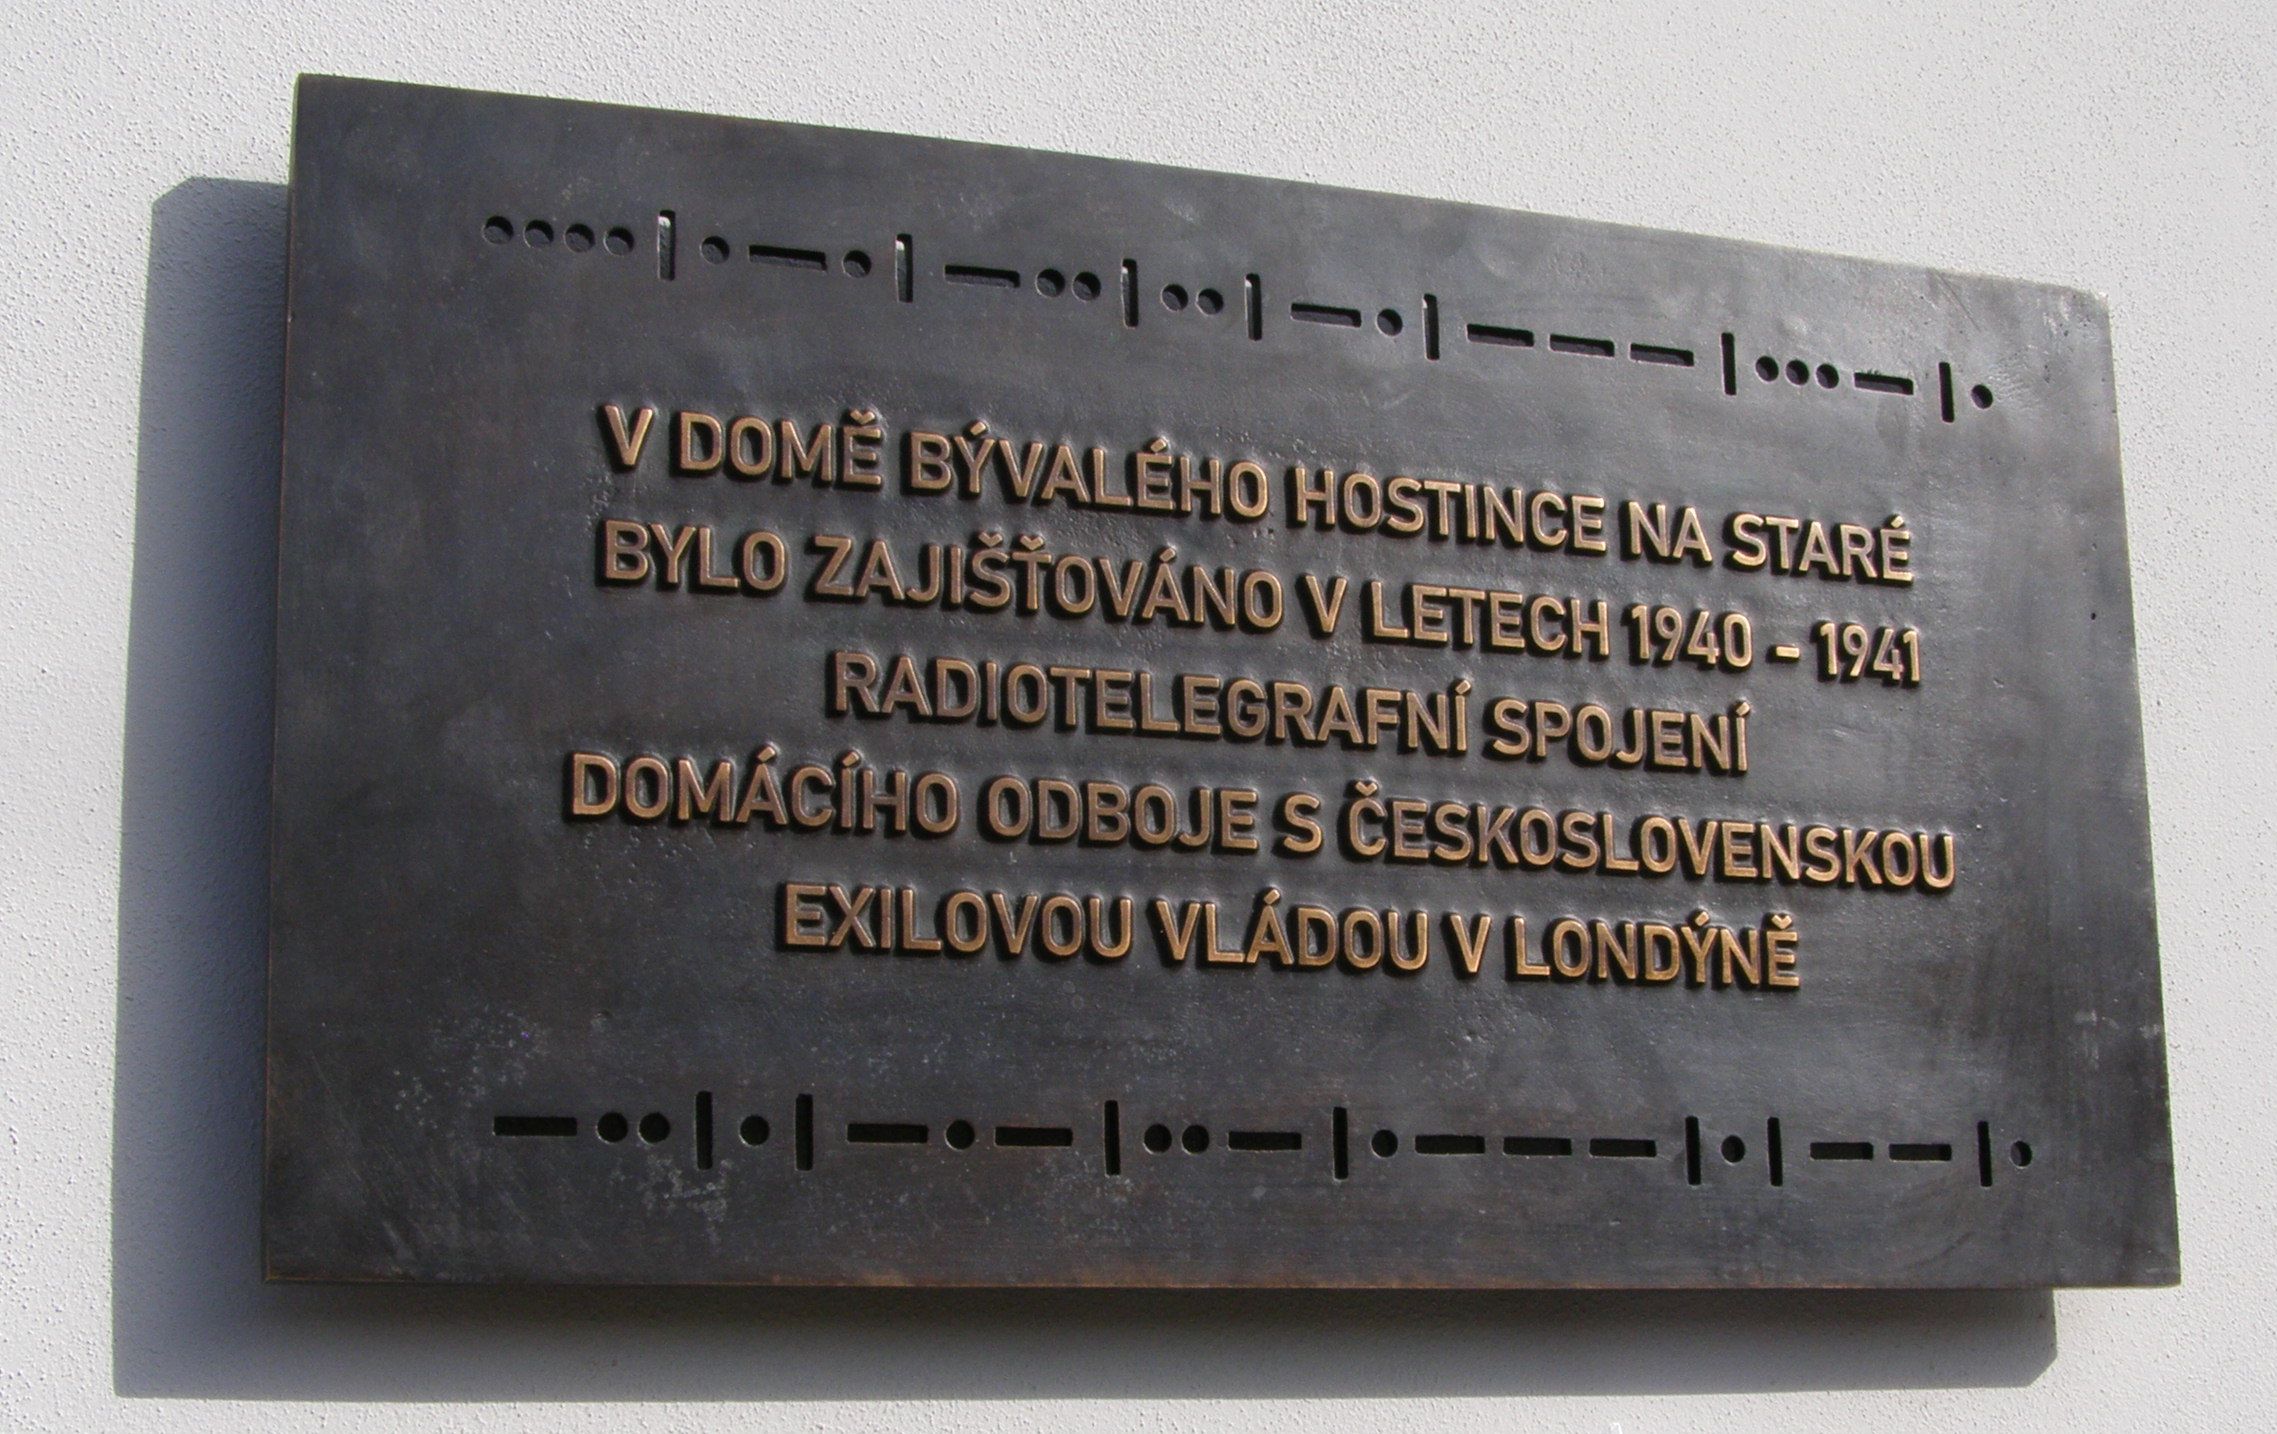 ····|·—·|—··|··|—·|———|···—|·
V DOMĚ BÝVALÉHO HOSTINCE NA STARÉ
BYLO ZAJIŠŤOVÁNO V LETECH 1940 – 1941
RADIOTELEGRAFNÍ SPOJENÍ
DOMÁCÍHO ODBOJE S ČESKOSLOVENSKOU
EXILOVOU VLÁDOU V LONDÝNĚ
—··|·|—·—|··—|·———|·|——|·